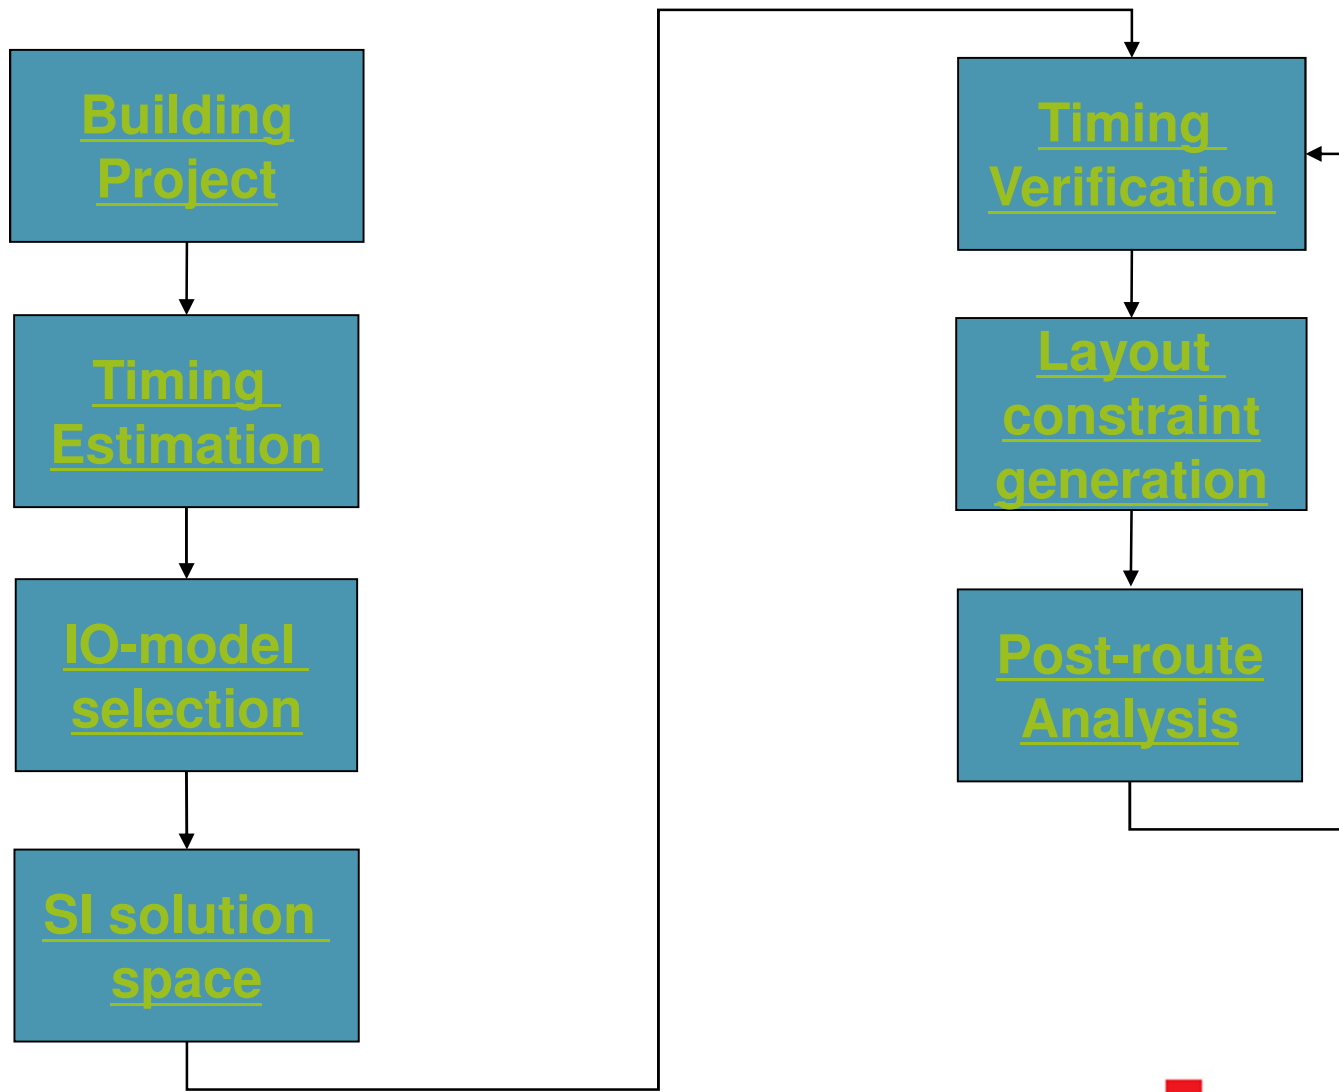 Building
Project
Timing
Estimation
IO-model
selection
SI solution
space
Timing
Verification
Layout
constraint
generation
Post-route
Analysis